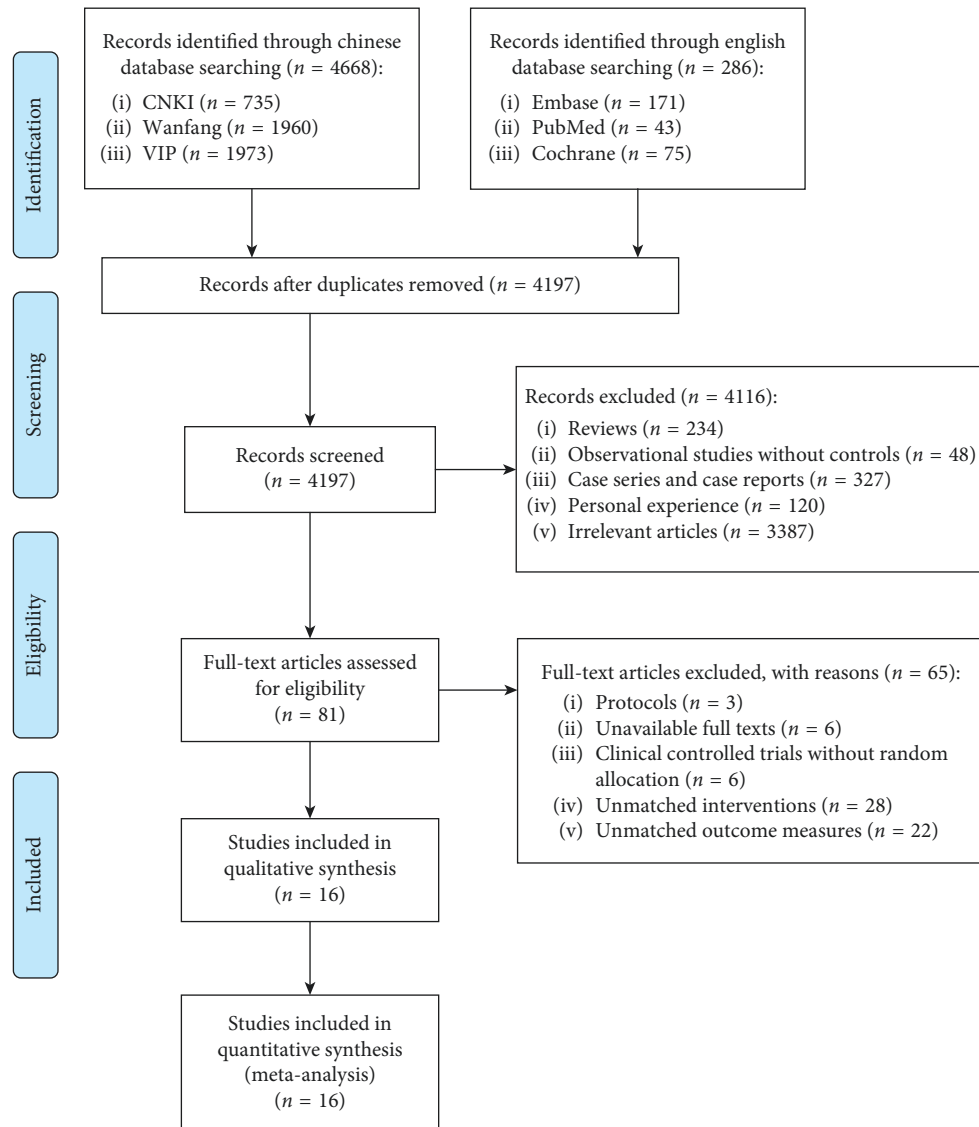 Identification
Screening
Eligibility
Included
Records identified through chinese
database searching (n = 4668):
(i) CNKI (n = 735)
(ii) Wanfang (n = 1960)
(iii) VIP (n = 1973)
Records identified through english
database searching (n = 286):
(i) Embase (n = 171)
(ii) PubMed (n = 43)
(iii) Cochrane (n = 75)
Records after duplicates removed (n = 4197)
Records screened
(n = 4197)
Records excluded (n = 4116):
(i) Reviews (n = 234)
(ii) Observational studies without controls (n = 48)
(iii) Case series and case reports (n = 327)
(iv) Personal experience (n = 120)
(v) Irrelevant articles (n = 3387)
Full-text articles assessed
for eligibility
(n = 81)
Full-text articles excluded, with reasons (n = 65):
(i) Protocols (n = 3)
(ii) Unavailable full texts (n = 6)
(iii) Clinical controlled trials without random
allocation (n = 6)
(iv) Unmatched interventions (n = 28)
(v) Unmatched outcome measures (n = 22)
Studies included in
qualitative synthesis
(n = 16)
Studies included in
quantitative synthesis
(meta-analysis)
(n = 16)